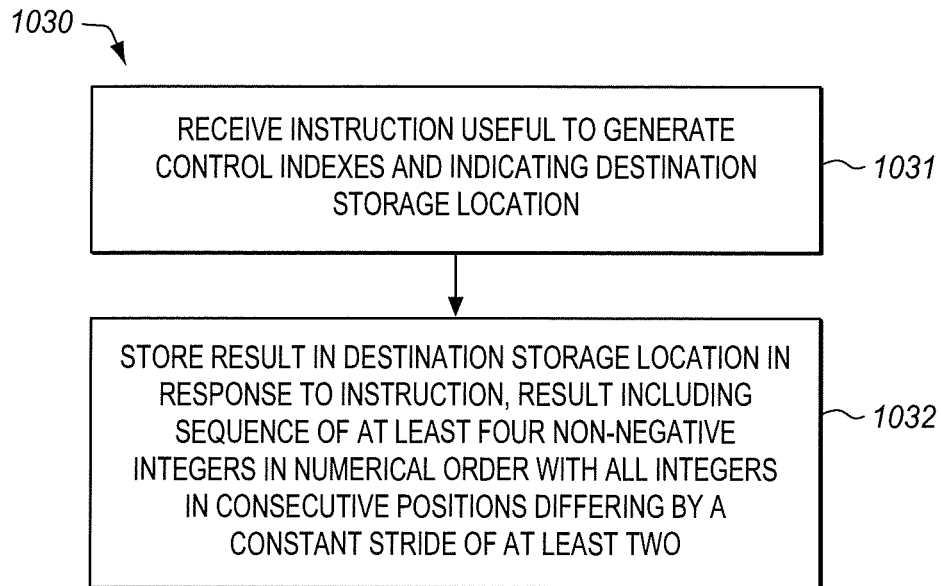 1030
RECEIVE INSTRUCTION USEFUL TO GENERATE
CONTROL INDEXES AND INDICATING DESTINATION
STORAGE LOCATION
1031
STORE RESULT IN DESTINATION STORAGE LOCATION IN
RESPONSE TO INSTRUCTION, RESULT INCLUDING
SEQUENCE OF AT LEAST FOUR NON-NEGATIVE
INTEGERS IN NUMERICAL ORDER WITH ALL INTEGERS
IN CONSECUTIVE POSITIONS DIFFERING BY A
CONSTANT STRIDE OF AT LEAST TWO
1032